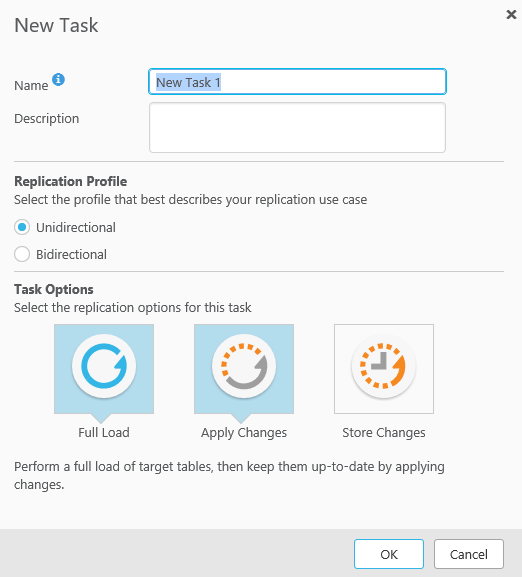 New Task
Name
New Task 1
Description
Replication Profile
Select the profile that best describes your replication use case
Unidirectional
Bidirectional
Task Options
Select the replication options for this task
Full Load Apply Changes Store Changes
Perform a full load of target tables, then keep them up-to-date by applying
changes.
OK Cancel